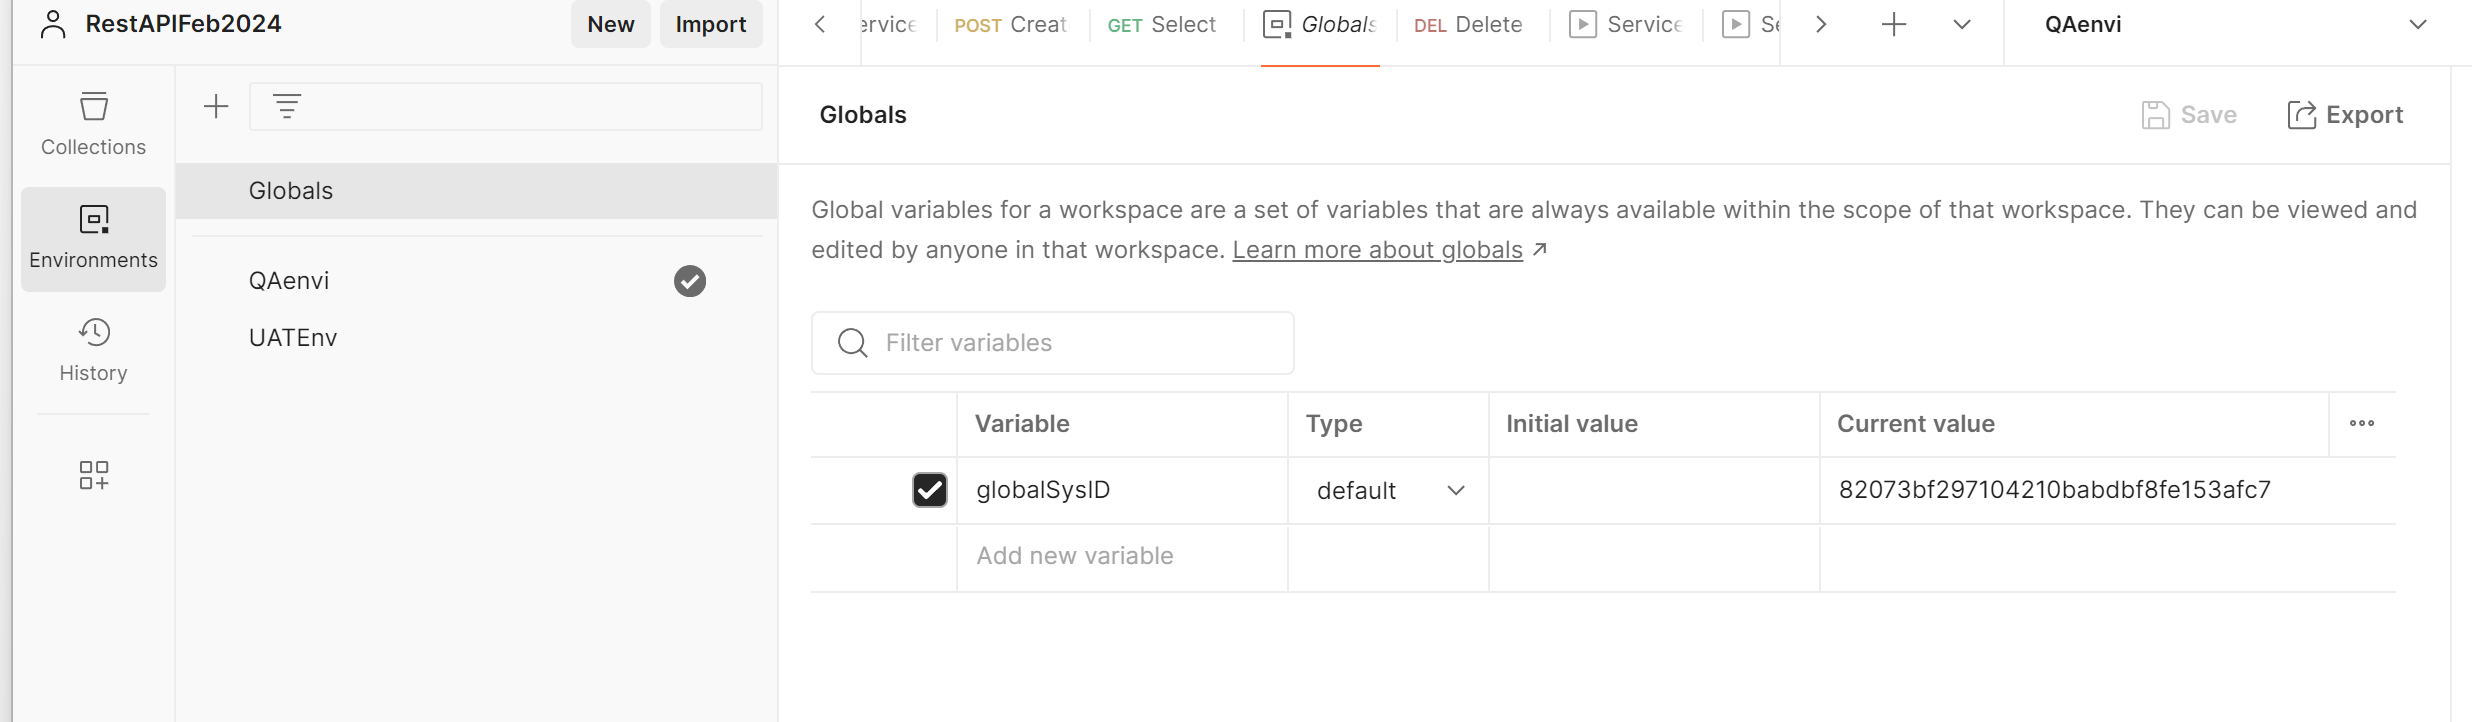 RestAPIFeb2024
New
Import
POST Creat
GET Select
Globals
DEL Delete
Service
QAenvi
Collections
Environments
History
Globals
QAenvi
UATEnv
Globals
Save
Export
Global variables for a workspace are a set of variables that are always available within the scope of that workspace. They can be viewed and
edited by anyone in that workspace. Learn more about globals ↗
Filter variables
Variable Type Initial value Current value
globalSysID default 82073bf297104210babdbf8fe153afc7
Add new variable